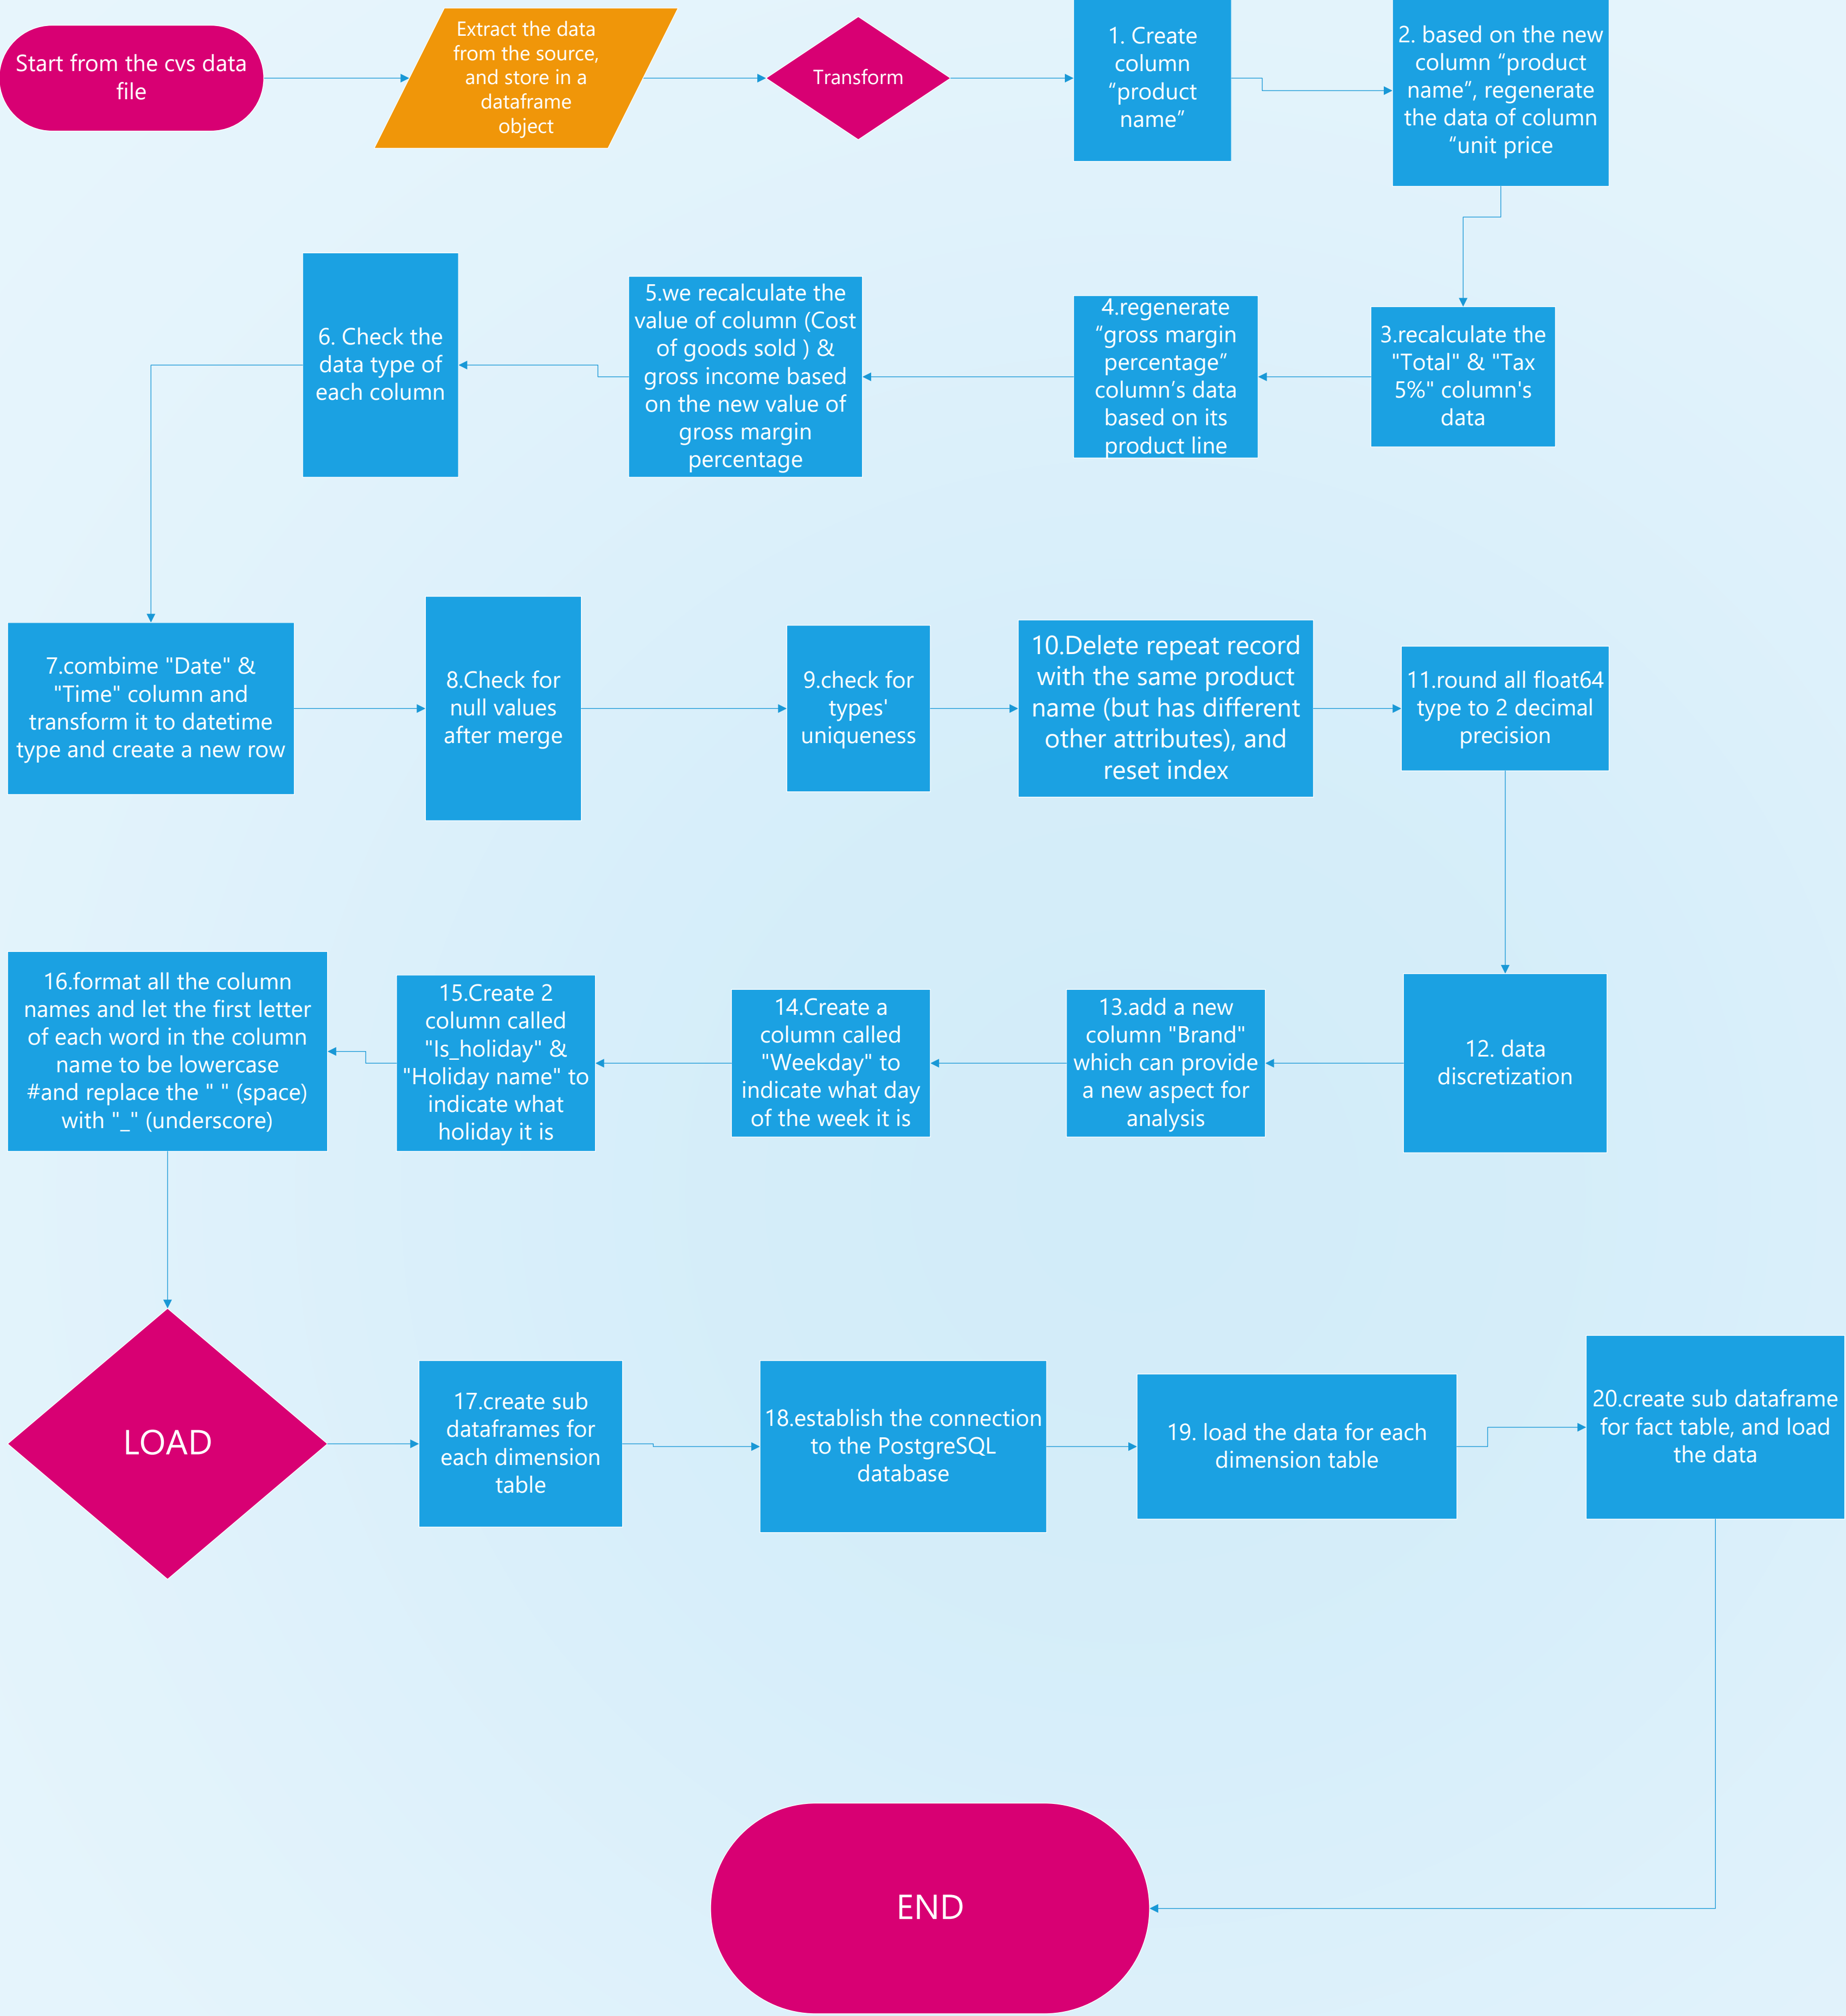 Start from the cvs data
file
Extract the data
from the source,
and store in a
dataframe
object
Transform
1. Create
column
“product
name”
2. based on the new
column “product
name”, regenerate
the data of column
“unit price
3.recalculate the
"Total" & "Tax
5%" column's
data
4.regenerate
“gross margin
percentage”
column’s data
based on its
product line
5.we recalculate the
value of column (Cost
of goods sold ) &
gross income based
on the new value of
gross margin
percentage
6. Check the
data type of
each column
7.combime "Date" &
"Time" column and
transform it to datetime
type and create a new row
8.Check for
null values
after merge
9.check for
types'
uniqueness
10.Delete repeat record
with the same product
name (but has different
other attributes), and
reset index
11.round all float64
type to 2 decimal
precision
12. data
discretization
13.add a new
column "Brand"
which can provide
a new aspect for
analysis
14.Create a
column called
"Weekday" to
indicate what day
of the week it is
15.Create 2
column called
"Is_holiday" &
"Holiday name" to
indicate what
holiday it is
16.format all the column
names and let the first letter
of each word in the column
name to be lowercase
#and replace the " " (space)
with "_" (underscore)
LOAD
17.create sub
dataframes for
each dimension
table
18.establish the connection
to the PostgreSQL
database
19. load the data for each
dimension table
20.create sub dataframe
for fact table, and load
the data
END